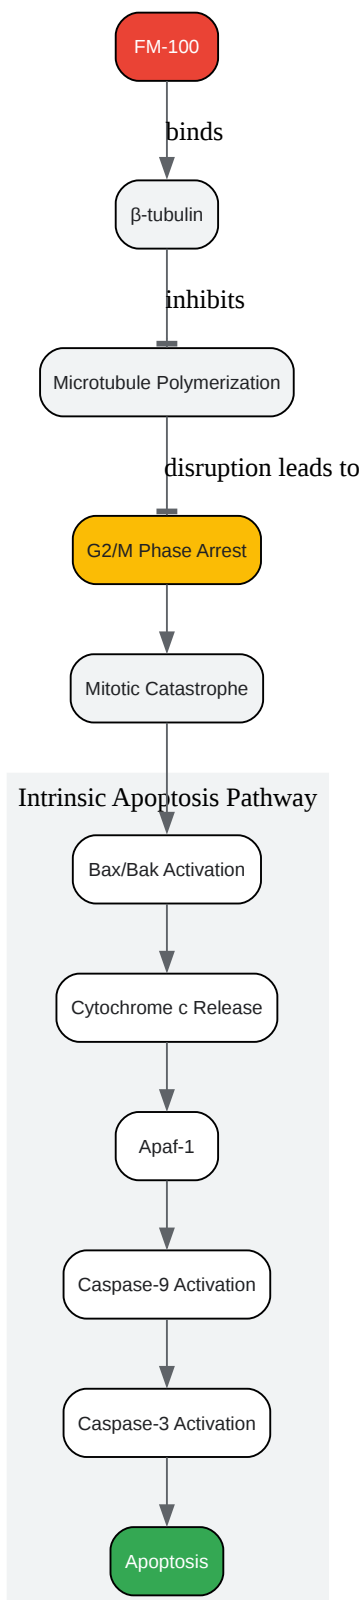 FM-100
binds
β-tubulin
inhibits
Microtubule Polymerization
disruption leads to
G2/M Phase Arrest
Mitotic Catastrophe
Intrinsic Apoptosis Pathway
Bax/Bak Activation
Cytochrome c Release
Apaf-1
Caspase-9 Activation
Caspase-3 Activation
Apoptosis